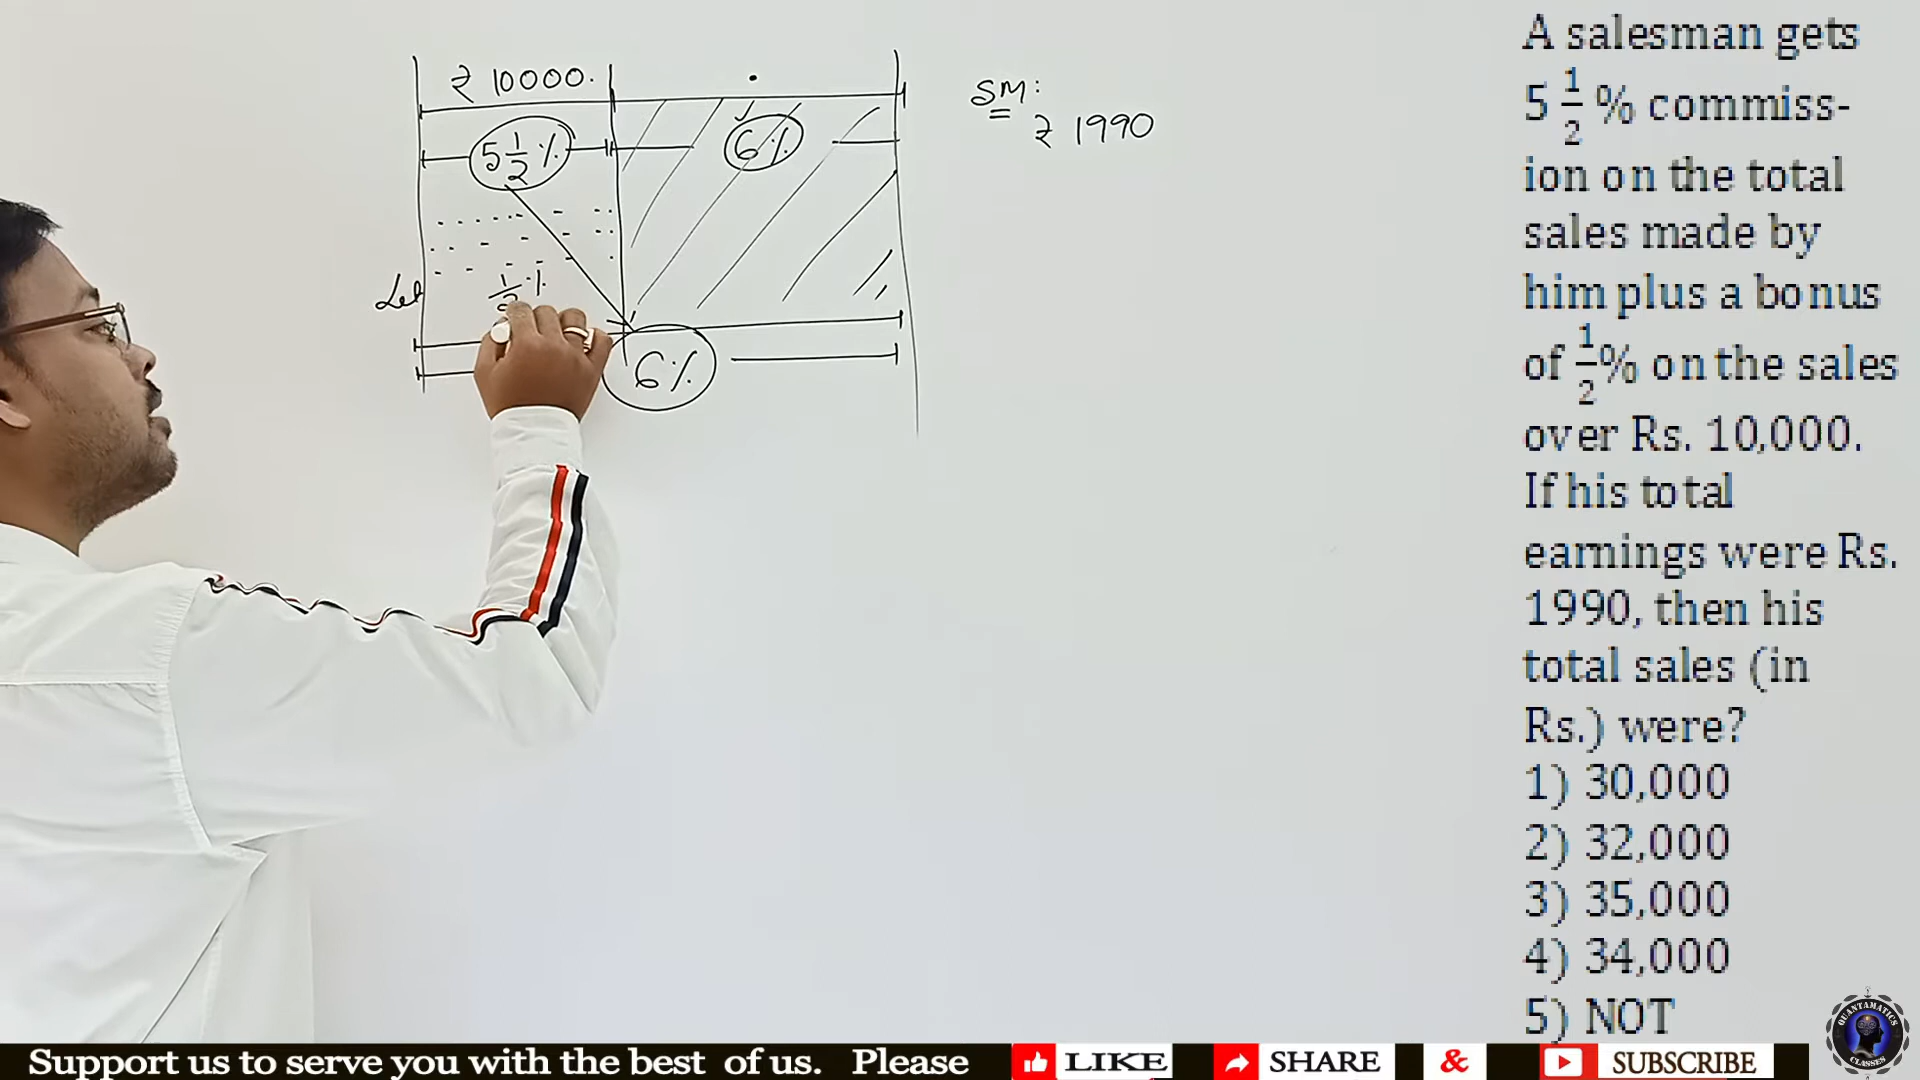 ₹ 10000.
5 1/2 %
6%
Let
1/2 %
6%
SM:
₹ 1990
A salesman gets
5 1/2 % commiss-
ion on the total
sales made by
him plus a bonus
of 1/2% on the sales
over Rs. 10,000.
If his total
earnings were Rs.
1990, then his
total sales (in
Rs.) were?
1) 30,000
2) 32,000
3) 35,000
4) 34,000
5) NOT
QUANTAMATICS
CLASSES
Support us to serve you with the best of us. Please LIKE SHARE & SUBSCRIBE